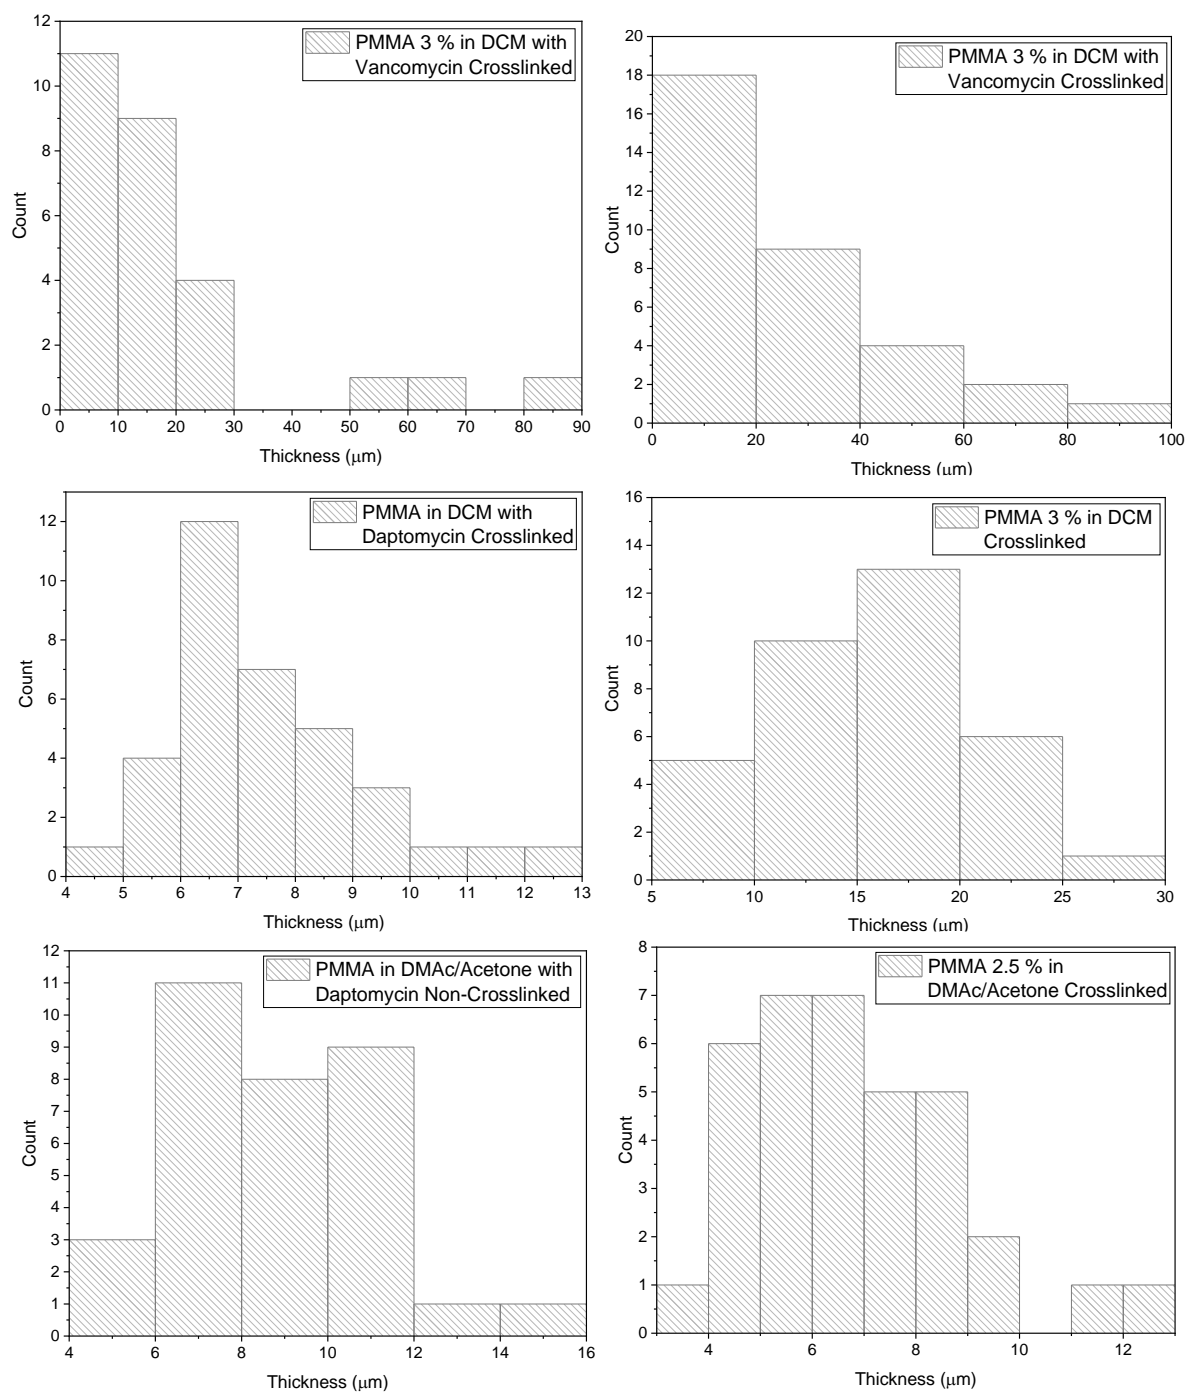 12
10
8
6
4
2
0
Count
PMMA 3 % in DCM with
Vancomycin Crosslinked
0 10 20 30 40 50 60 70 80 90
Thickness (μm)
20
18
16
14
12
10
8
6
4
2
0
Count
PMMA 3 % in DCM with
Vancomycin Crosslinked
0 20 40 60 80 100
Thickness (μm)
12
10
8
6
4
2
0
Count
PMMA in DCM with
Daptomycin Crosslinked
4 5 6 7 8 9 10 11 12 13
Thickness (μm)
16
14
12
10
8
6
4
2
0
Count
PMMA 3 % in DCM
Crosslinked
5 10 15 20 25 30
Thickness (μm)
12
11
10
9
8
7
6
5
4
3
2
1
0
Count
PMMA in DMAc/Acetone with
Daptomycin Non-Crosslinked
4 6 8 10 12 14 16
Thickness (μm)
8
7
6
5
4
3
2
1
0
Count
PMMA 2.5 % in
DMAc/Acetone Crosslinked
4 6 8 10 12
Thickness (μm)